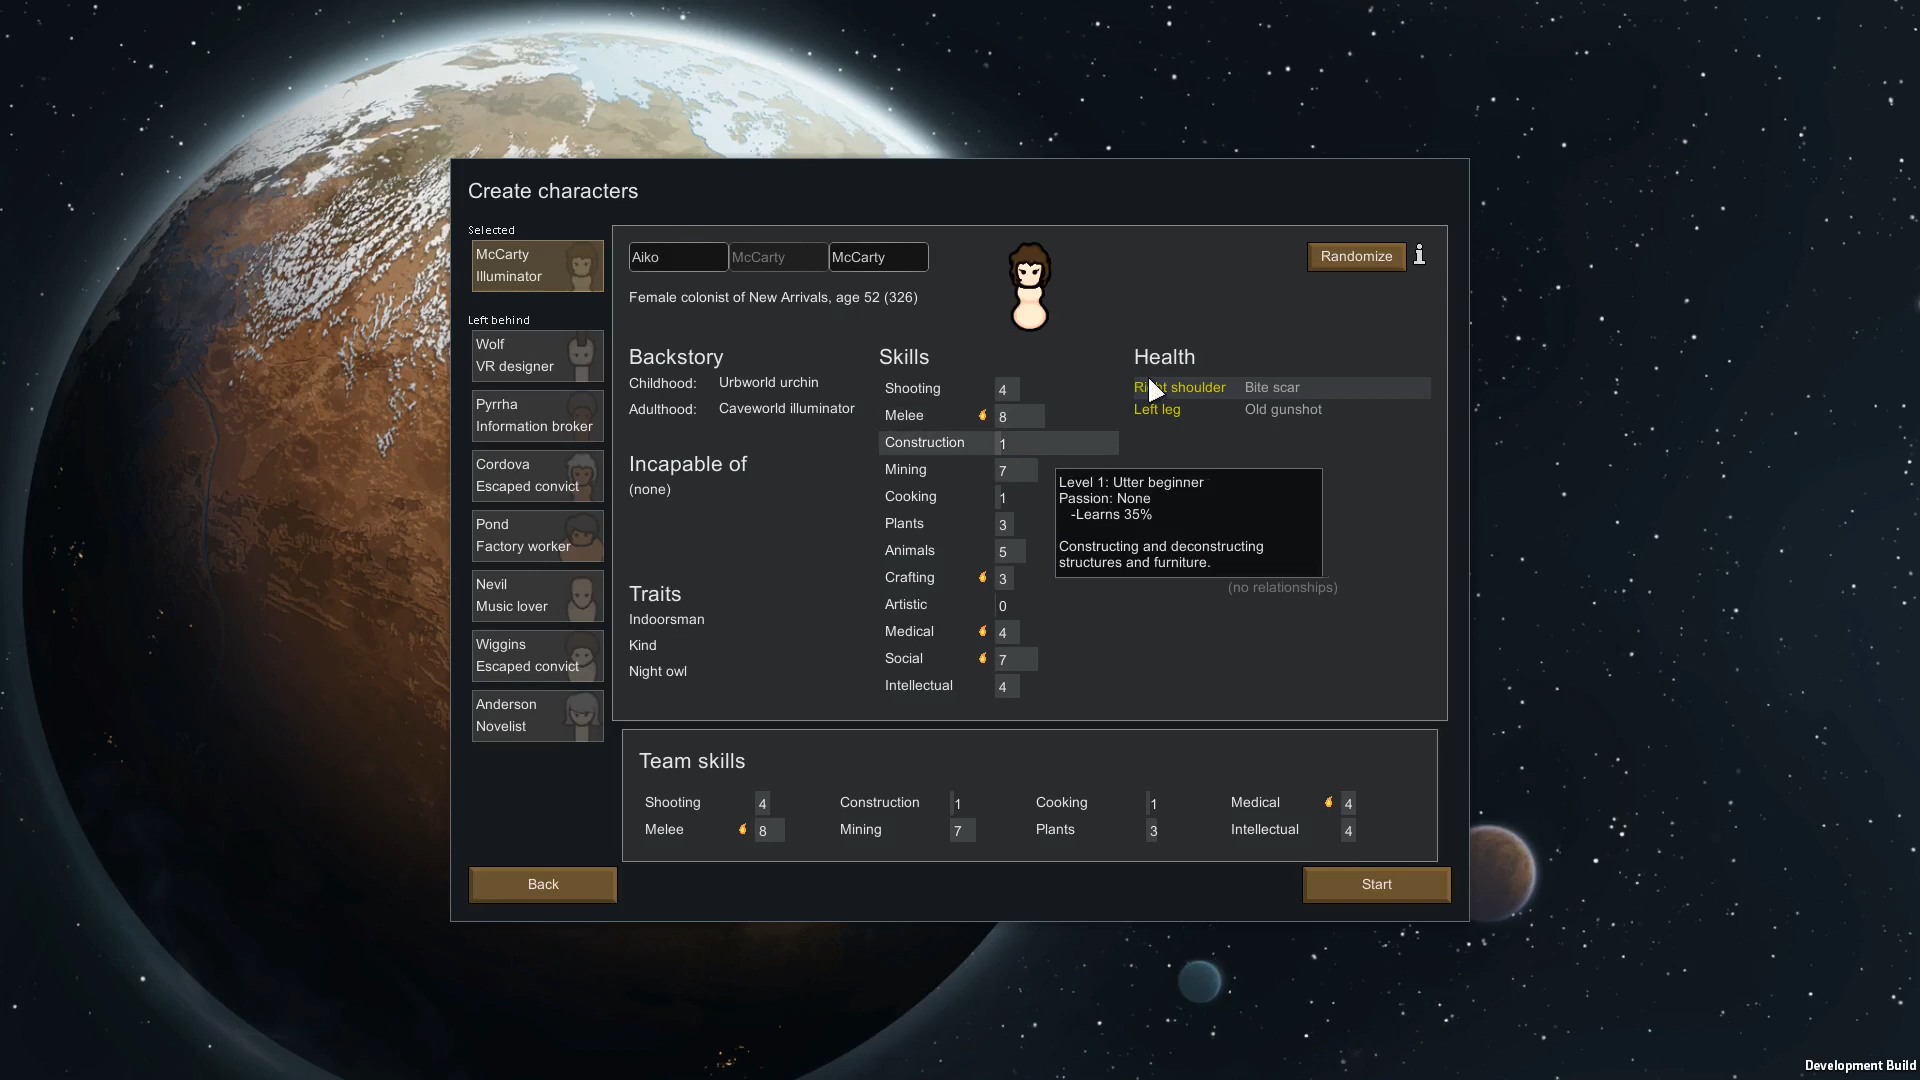 Create characters
Selected
McCarty
Illuminator
Left behind
Wolf
VR designer
Pyrrha
Information broker
Cordova
Escaped convict
Pond
Factory worker
Nevil
Music lover
Wiggins
Escaped convict
Anderson
Novelist
Aiko
McCarty
McCarty
Randomize
Female colonist of New Arrivals, age 52 (326)
Backstory
Childhood: Urbworld urchin
Adulthood: Caveworld illuminator
Incapable of
(none)
Traits
Indoorsman
Kind
Night owl
Skills
Shooting 4
Melee 8
Construction 1
Mining 7
Cooking 1
Plants 3
Animals 5
Crafting 3
Artistic 0
Medical 4
Social 7
Intellectual 4
Health
Right shoulder Bite scar
Left leg Old gunshot
Level 1: Utter beginner
Passion: None
-Learns 35%
Constructing and deconstructing
structures and furniture.
(no relationships)
Team skills
Shooting 4 Construction 1 Cooking 1 Medical 4
Melee 8 Mining 7 Plants 3 Intellectual 4
Back
Start
Development Build